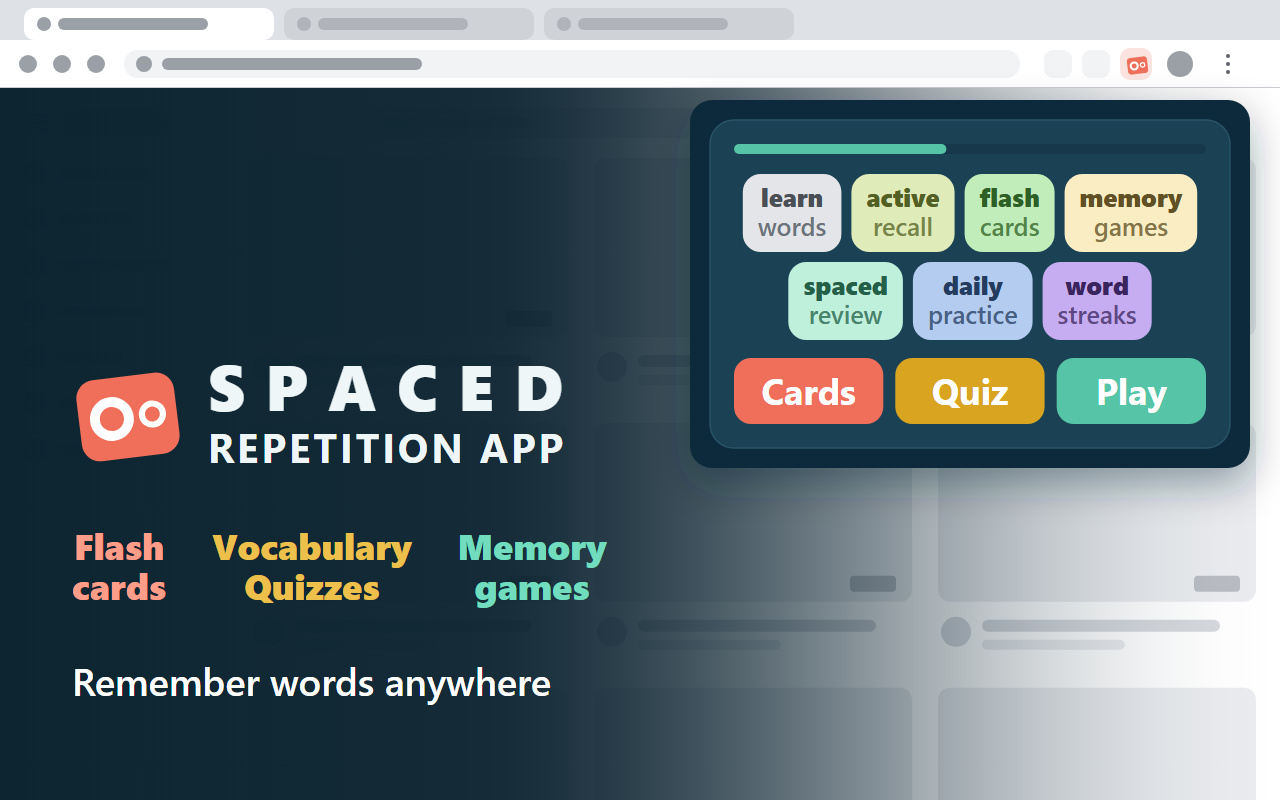 learn
words
active
recall
flash
cards
memory
games
spaced
review
daily
practice
word
streaks
Cards
Quiz
Play
SPACED
REPETITION APP
Flash
cards
Vocabulary
Quizzes
Memory
games
Remember words anywhere